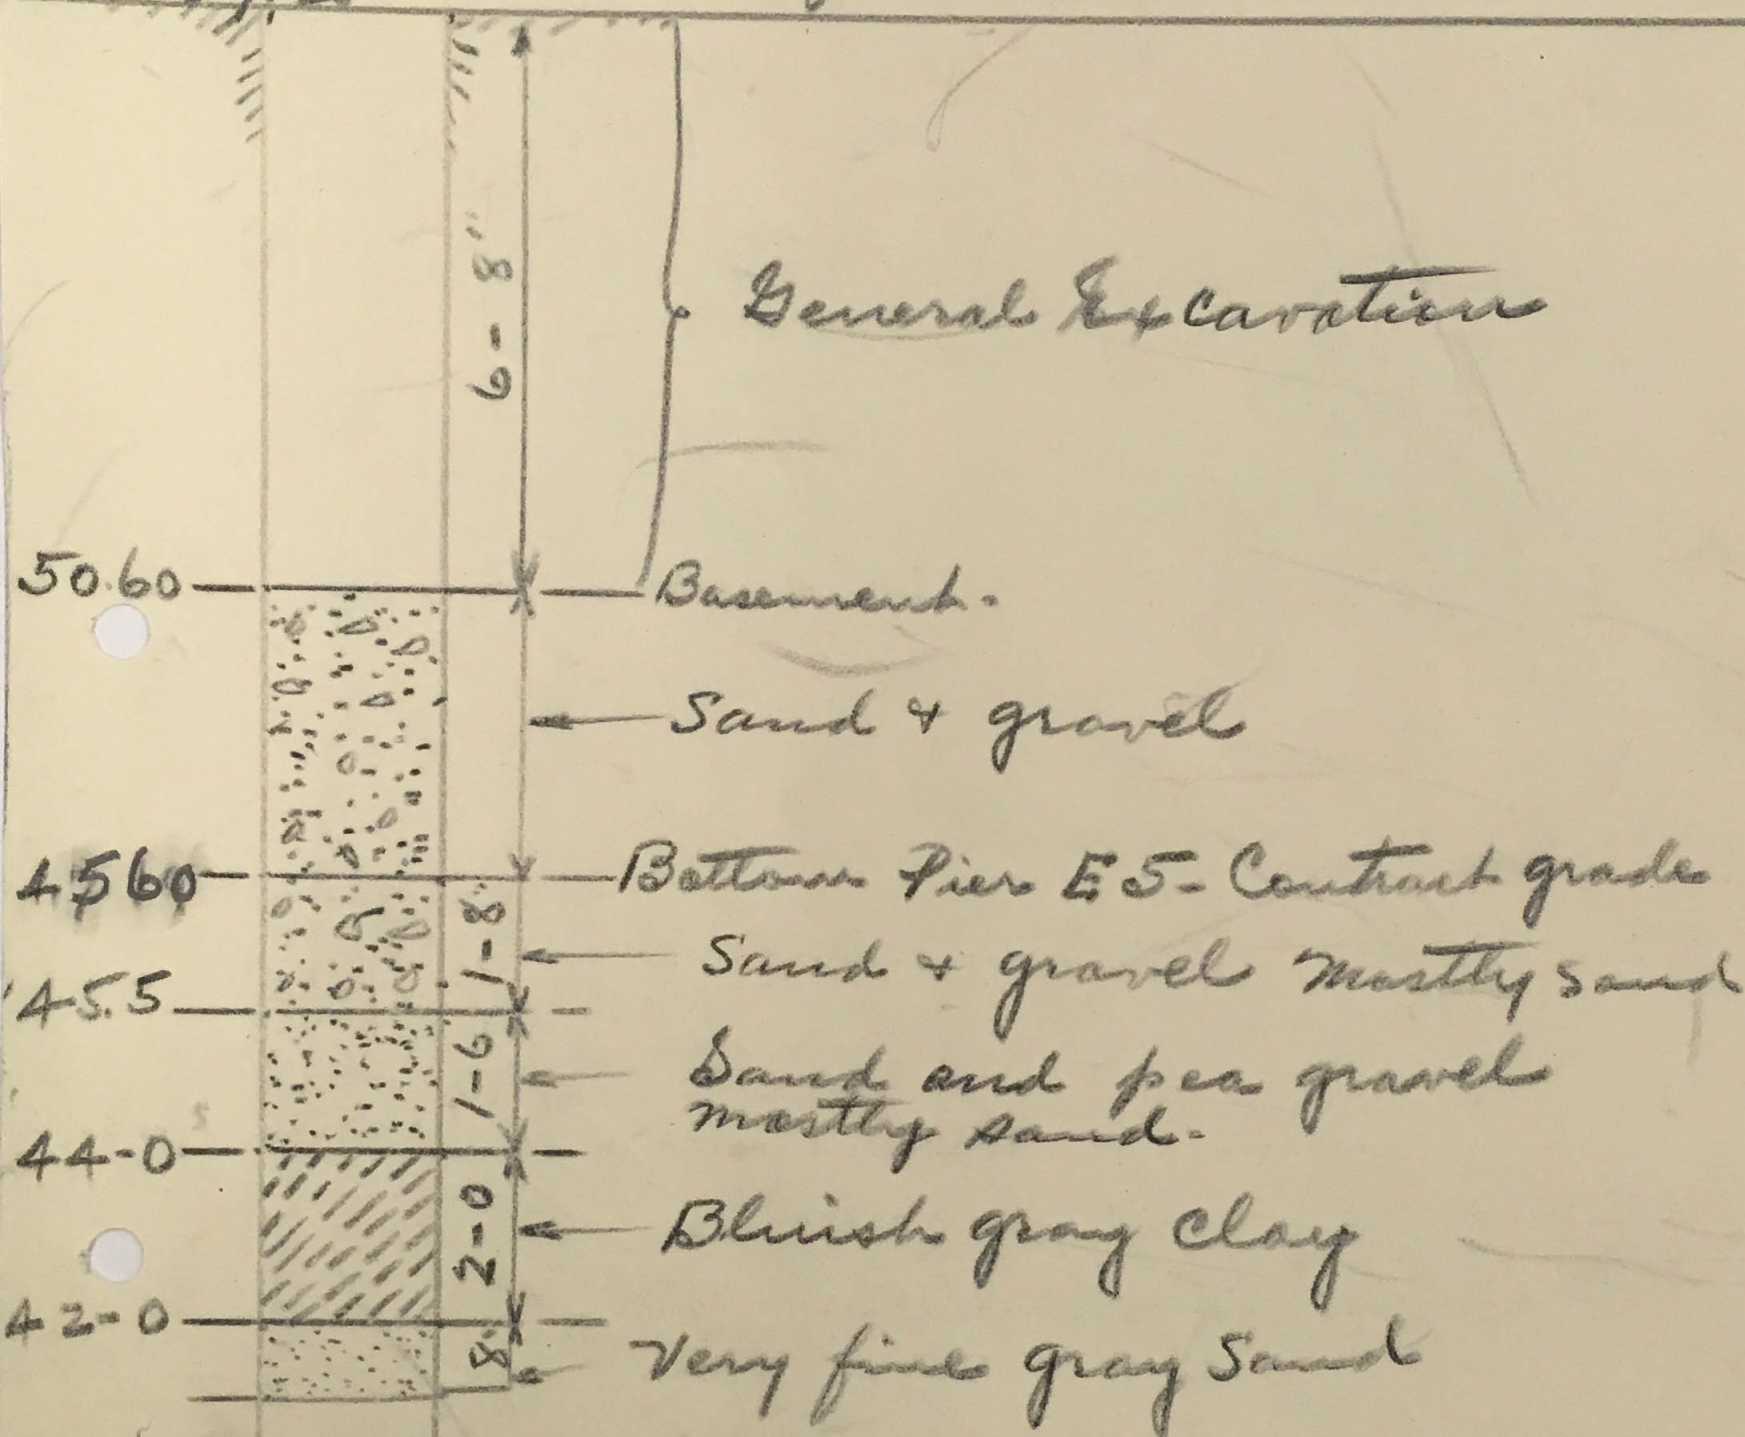 6-8"
General Excavation
50.60
Basement.
Sand & gravel
4560
Bottom Pier E5- Contract grade
1-8"
Sand & gravel Mostly Sand
45.5
1-6
Sand and pea gravel
mostly sand.
44-0
2-0
Bluish gray clay
42-0
8"
Very fine gray Sand